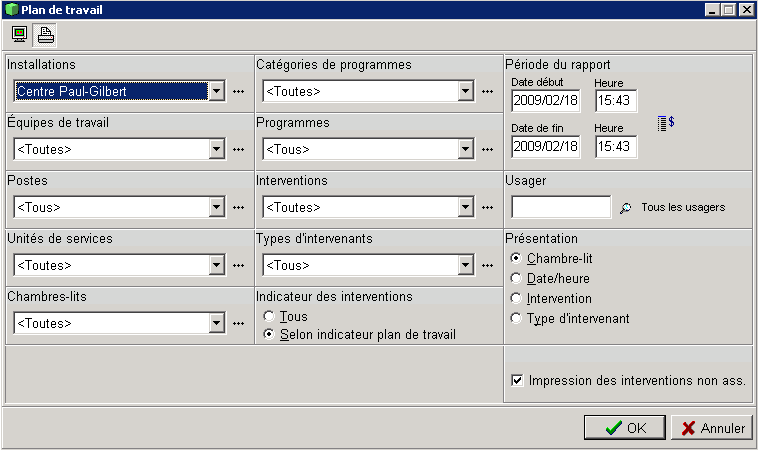 Plan de travail
Installations
Centre Paul-Gilbert
Catégories de programmes
<Toutes>
Période du rapport
Date début Heure
2009/02/18 15:43
Date de fin Heure
2009/02/18 15:43
Équipes de travail
<Toutes>
Programmes
<Tous>
Postes
<Tous>
Interventions
<Toutes>
Usager
Tous les usagers
Unités de services
<Toutes>
Types d'intervenants
<Tous>
Présentation
Chambre-lit
Date/heure
Intervention
Type d'intervenant
Chambres-lits
<Toutes>
Indicateur des interventions
Tous
Selon indicateur plan de travail
Impression des interventions non ass.
OK Annuler